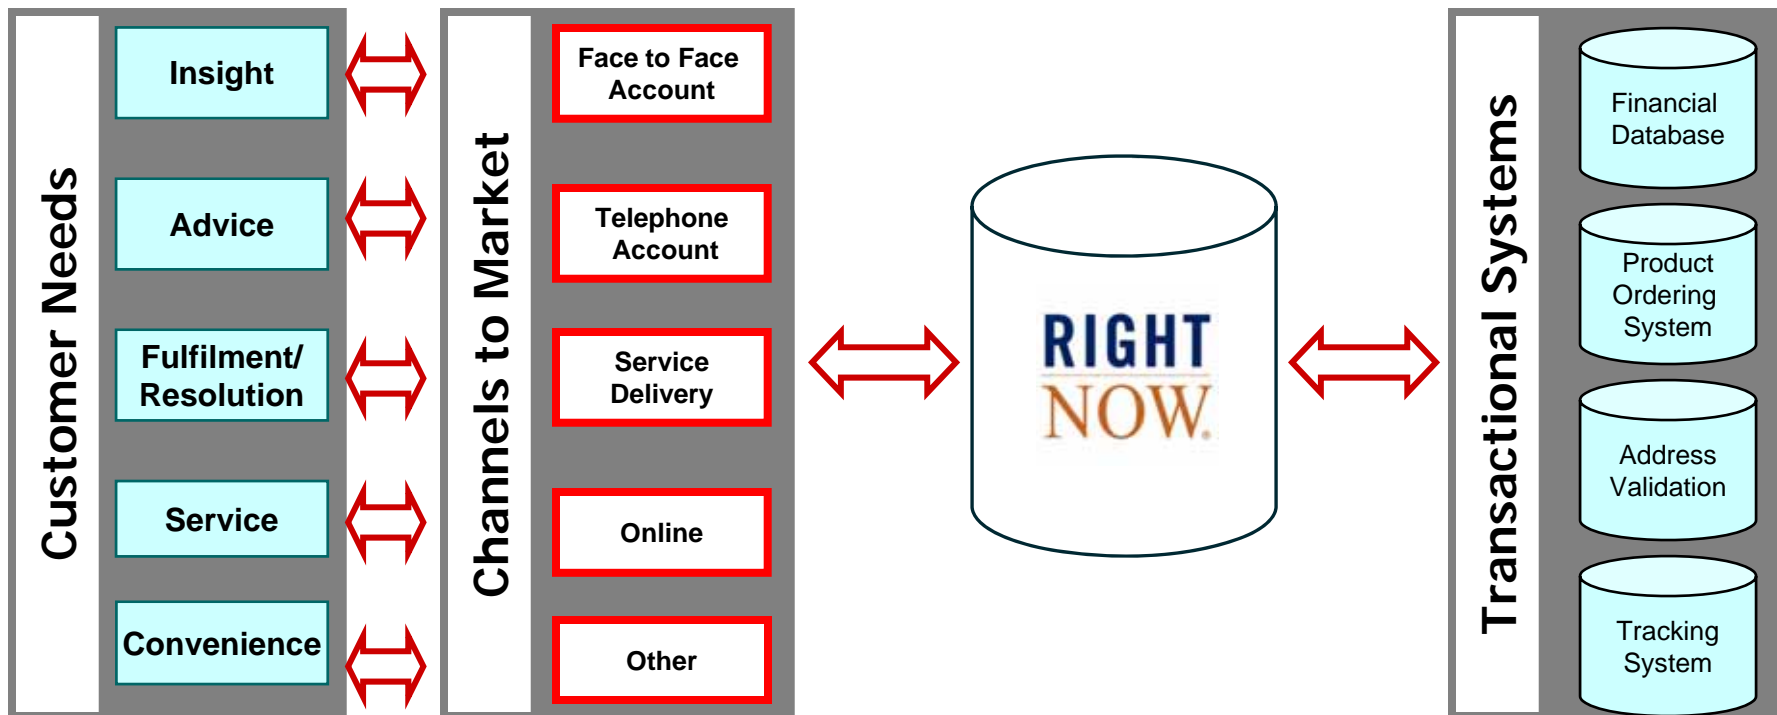 Customer Needs
Insight
Advice
Fulfilment/
Resolution
Service
Convenience
Channels to Market
Face to Face
Account
Telephone
Account
Service
Delivery
Online
Other
RIGHT
NOW.
Transactional Systems
Financial
Database
Product
Ordering
System
Address
Validation
Tracking
System